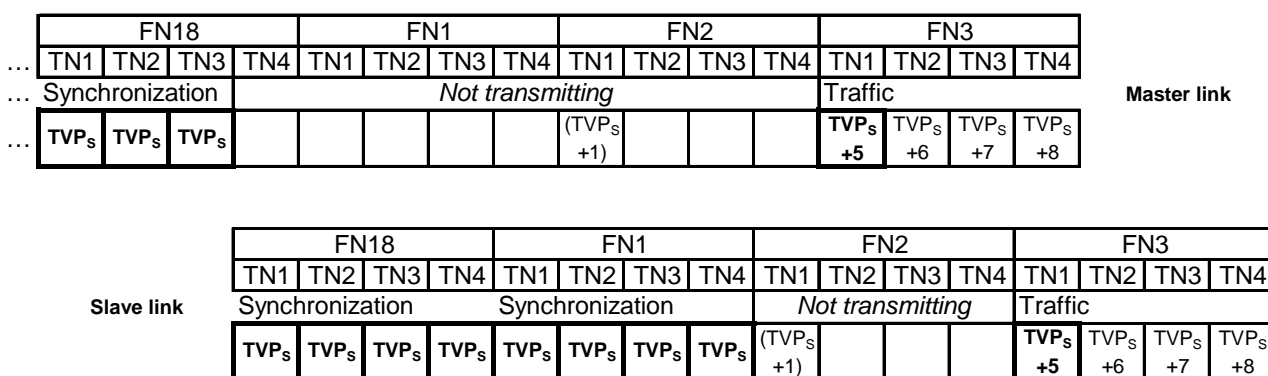 FN18 FN1 FN2 FN3
… TN1 TN2 TN3 TN4 TN1 TN2 TN3 TN4 TN1 TN2 TN3 TN4 TN1 TN2 TN3 TN4
… Synchronization Not transmitting Traffic Master link
… TVPS TVPS TVPS (TVPS +1) TVPS +5 TVPS +6 TVPS +7 TVPS +8
FN18 FN1 FN2 FN3
TN1 TN2 TN3 TN4 TN1 TN2 TN3 TN4 TN1 TN2 TN3 TN4 TN1 TN2 TN3 TN4
Slave link Synchronization Synchronization Not transmitting Traffic
TVPS TVPS TVPS TVPS TVPS TVPS TVPS TVPS (TVPS +1) TVPS +5 TVPS +6 TVPS +7 TVPS +8